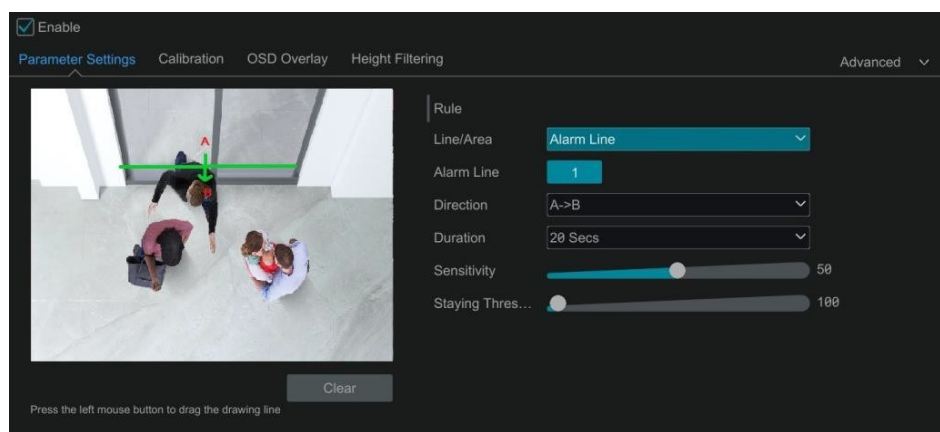 Enable
Parameter Settings Calibration OSD Overlay Height Filtering Advanced
Rule
Line/Area Alarm Line
Alarm Line 1
Direction A->B
Duration 20 Secs
Sensitivity 50
Staying Thres... 100
A
B
Clear
Press the left mouse button to drag the drawing line